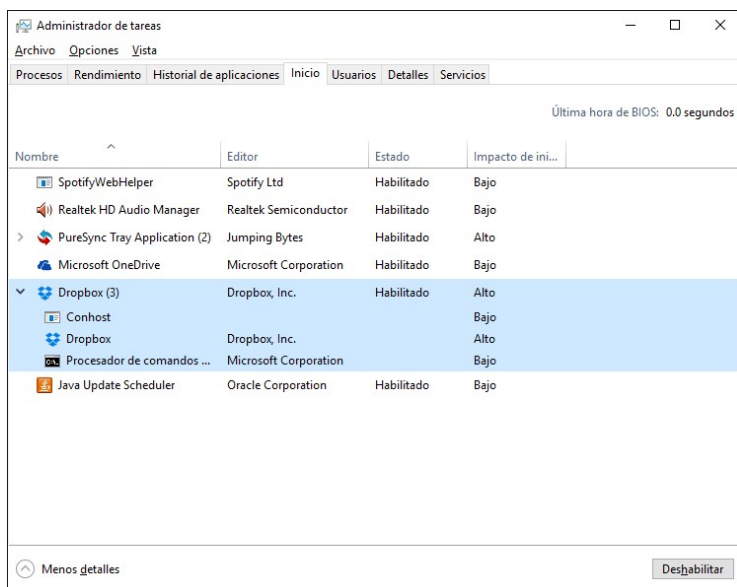 Administrador de tareas
Archivo Opciones Vista
Procesos Rendimiento Historial de aplicaciones Inicio Usuarios Detalles Servicios
Última hora de BIOS: 0.0 segundos
Nombre Editor Estado Impacto de ini...
SpotifyWebHelper Spotify Ltd Habilitado Bajo
Realtek HD Audio Manager Realtek Semiconductor Habilitado Bajo
PureSync Tray Application (2) Jumping Bytes Habilitado Alto
Microsoft OneDrive Microsoft Corporation Habilitado Bajo
Dropbox (3) Dropbox, Inc. Habilitado Alto
Conhost Bajo
Dropbox Dropbox, Inc. Alto
Procesador de comandos ... Microsoft Corporation Bajo
Java Update Scheduler Oracle Corporation Habilitado Bajo
Menos detalles Deshabilitar